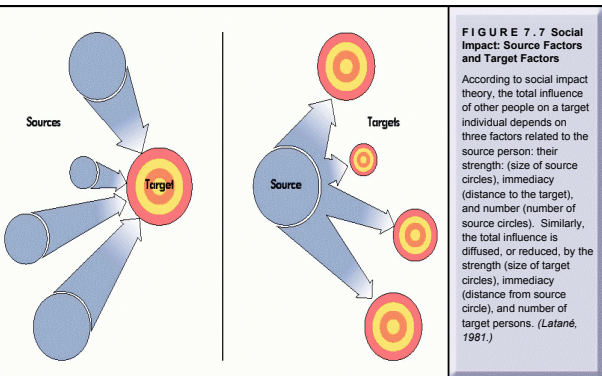 Sources
Target
Source
Targets
F I G U R E 7 . 7 Social
Impact: Source Factors
and Target Factors
According to social impact
theory, the total influence
of other people on a target
individual depends on
three factors related to the
source person: their
strength: (size of source
circles), immediacy
(distance to the target),
and number (number of
source circles). Similarly,
the total influence is
diffused, or reduced, by the
strength (size of target
circles), immediacy
(distance from source
circle), and number of
target persons. (Latané,
1981.)